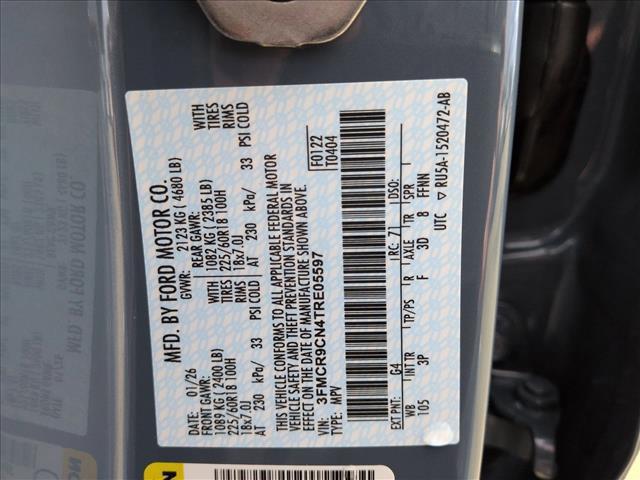 MFD. BY FORD MOTOR CO.
DATE: 01/26 GVWR: 2123 KG ( 4680 LB)
FRONT GAWR: REAR GAWR: WITH
1089 KG ( 2400 LB) 1082 KG ( 2385 LB) TIRES
225/60R18 100H 225/60R18 100H RIMS
18x7.0J 18x7.0J
AT 230 kPa/ 33 PSI COLD AT 230 kPa/ 33 PSI COLD
WITH
TIRES
RIMS
THIS VEHICLE CONFORMS TO ALL APPLICABLE FEDERAL MOTOR
VEHICLE SAFETY AND THEFT PREVENTION STANDARDS IN
EFFECT ON THE DATE OF MANUFACTURE SHOWN ABOVE.
VIN: 3FMCR9CN4TRE05597
TYPE: MPV
F0122
T0404
EXT PNT: G4 RC: 71 DSO:
WB INT TR TP/PS R AXLE TR SPR
105 3P F 3D 8 FFNN
UTC ▽ RU5A-1520472-AB